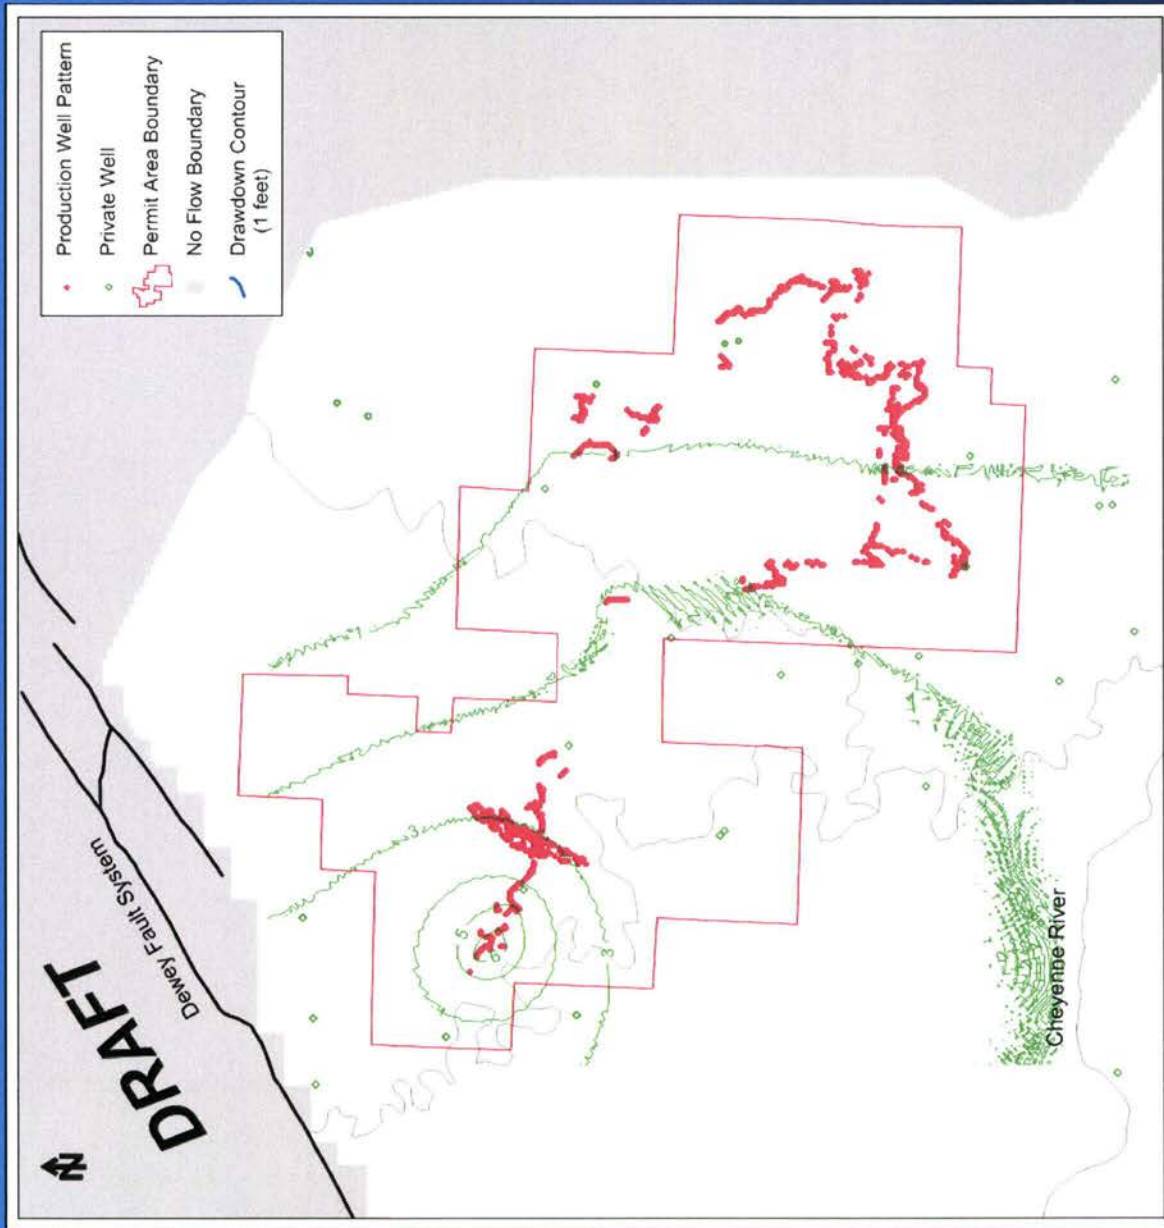 Production Well Pattern
Private Well
Permit Area Boundary
No Flow Boundary
Drawdown Contour
(1 feet)
N
DRAFT
Dewey Fault System
3
5
6
3
1
Cheyenne River